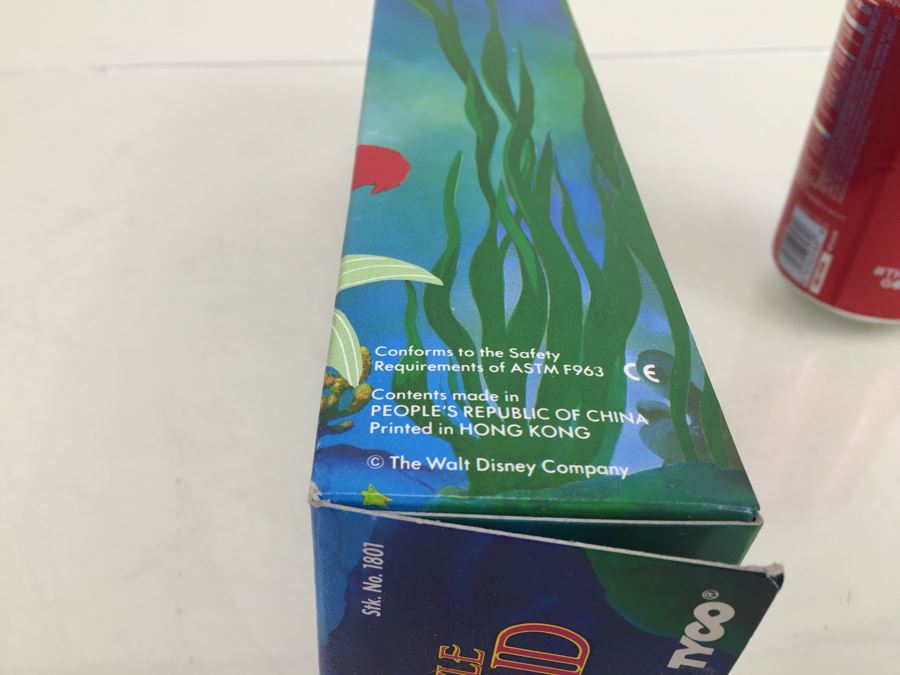 Conforms to the Safety
Requirements of ASTM F963
CE
Contents made in
PEOPLE'S REPUBLIC OF CHINA
Printed in HONG KONG
© The Walt Disney Company
Stk. No. 1801
TYCO®